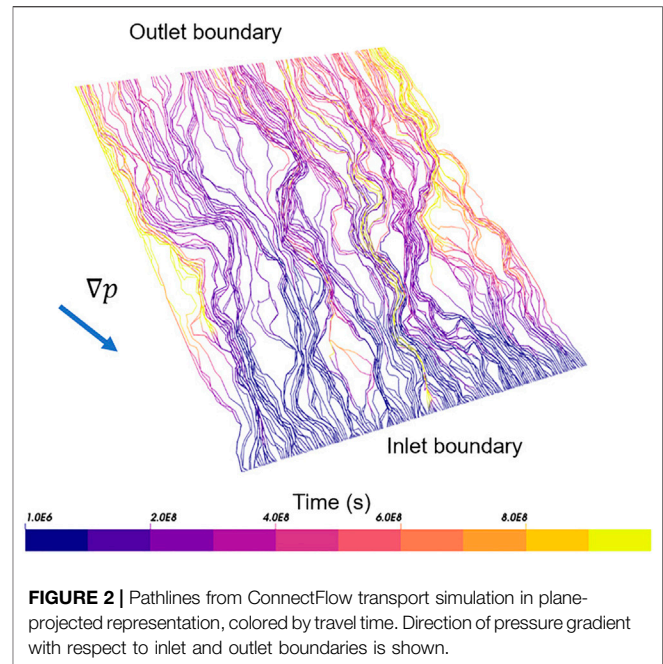 Outlet boundary
∇p
Inlet boundary
Time (s)
1.0E6 2.0E8 4.0E8 6.0E8 8.0E8
FIGURE 2 | Pathlines from ConnectFlow transport simulation in plane-
projected representation, colored by travel time. Direction of pressure gradient
with respect to inlet and outlet boundaries is shown.